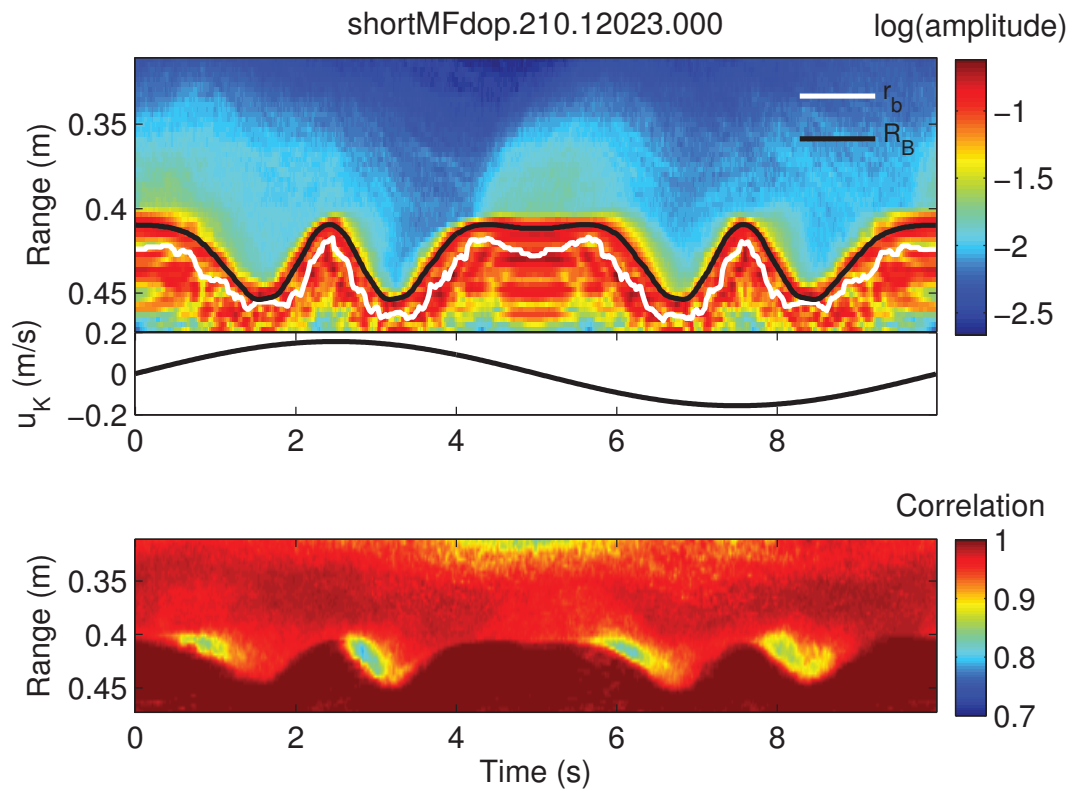 shortMFdop.210.12023.000
log(amplitude)
r_b
R_B
Range (m)
0.35
0.4
0.45
−1
−1.5
−2
−2.5
u_K (m/s)
0.2
0
−0.2
0 2 4 6 8
Correlation
Range (m)
0.35
0.4
0.45
1
0.9
0.8
0.7
0 2 4 6 8
Time (s)